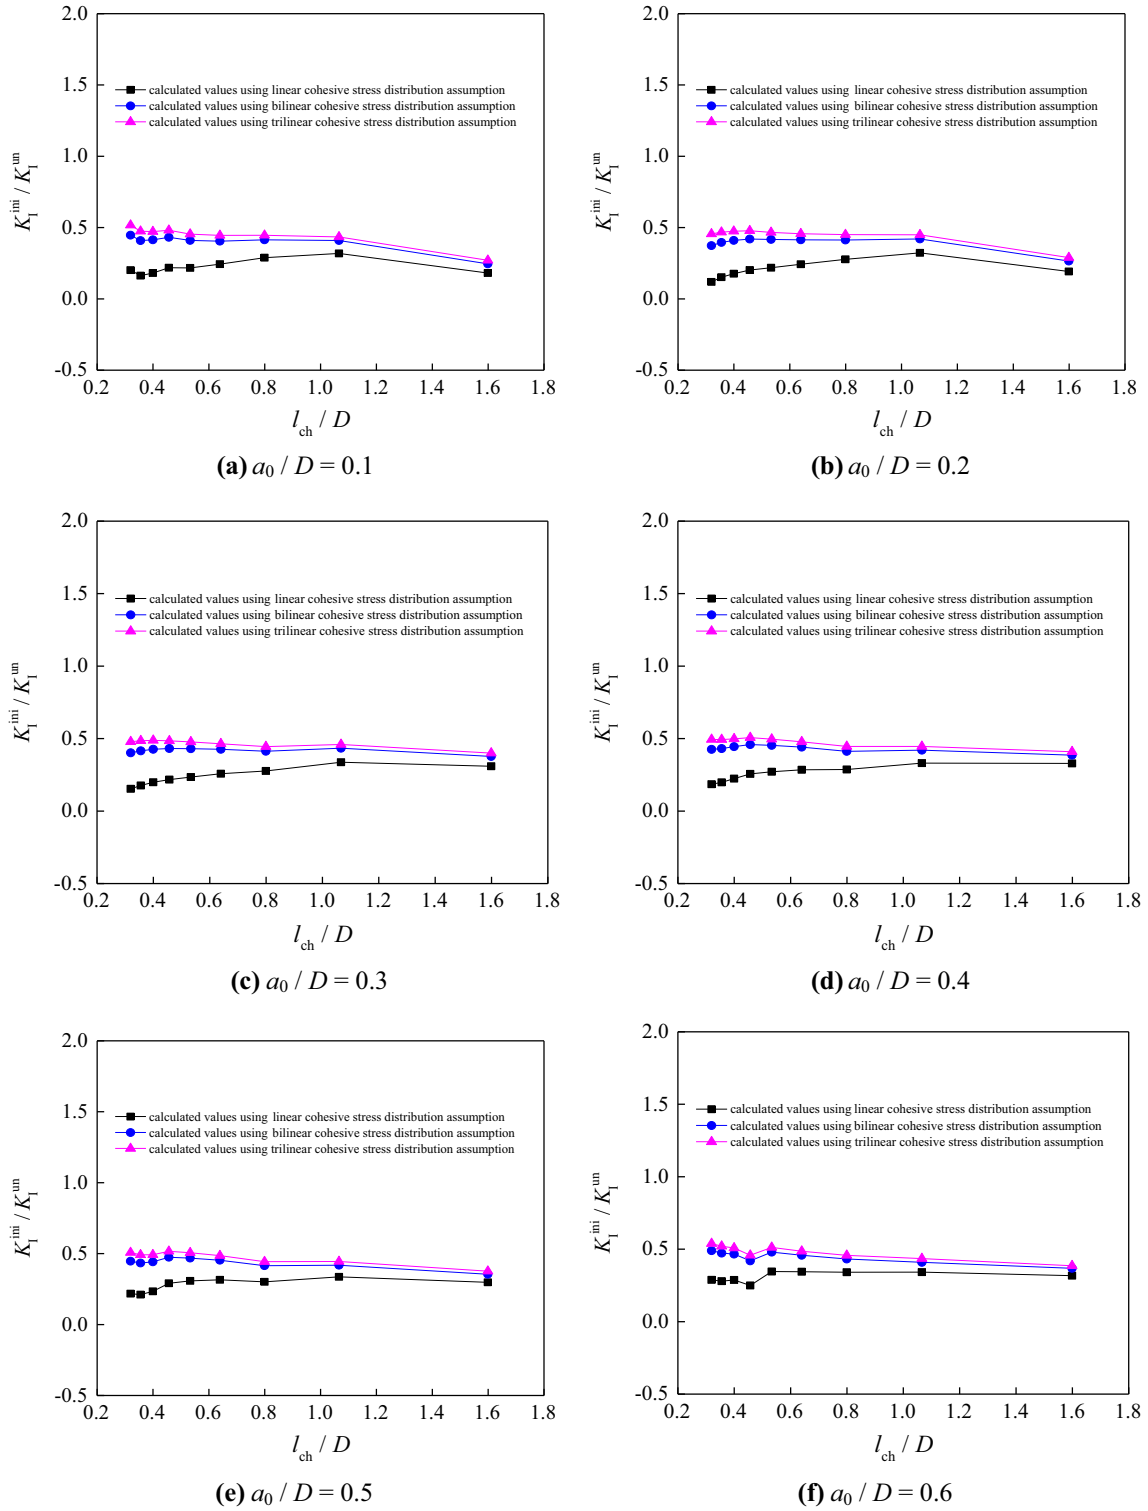 2.0
1.5
1.0
0.5
0.0
-0.5
K_I^ini / K_I^un
calculated values using linear cohesive stress distribution assumption
calculated values using bilinear cohesive stress distribution assumption
calculated values using trilinear cohesive stress distribution assumption
0.2 0.4 0.6 0.8 1.0 1.2 1.4 1.6 1.8
l_ch / D
(a) a_0 / D = 0.1
2.0
1.5
1.0
0.5
0.0
-0.5
K_I^ini / K_I^un
calculated values using linear cohesive stress distribution assumption
calculated values using bilinear cohesive stress distribution assumption
calculated values using trilinear cohesive stress distribution assumption
0.2 0.4 0.6 0.8 1.0 1.2 1.4 1.6 1.8
l_ch / D
(b) a_0 / D = 0.2
2.0
1.5
1.0
0.5
0.0
-0.5
K_I^ini / K_I^un
calculated values using linear cohesive stress distribution assumption
calculated values using bilinear cohesive stress distribution assumption
calculated values using trilinear cohesive stress distribution assumption
0.2 0.4 0.6 0.8 1.0 1.2 1.4 1.6 1.8
l_ch / D
(c) a_0 / D = 0.3
2.0
1.5
1.0
0.5
0.0
-0.5
K_I^ini / K_I^un
calculated values using linear cohesive stress distribution assumption
calculated values using bilinear cohesive stress distribution assumption
calculated values using trilinear cohesive stress distribution assumption
0.2 0.4 0.6 0.8 1.0 1.2 1.4 1.6 1.8
l_ch / D
(d) a_0 / D = 0.4
2.0
1.5
1.0
0.5
0.0
-0.5
K_I^ini / K_I^un
calculated values using linear cohesive stress distribution assumption
calculated values using bilinear cohesive stress distribution assumption
calculated values using trilinear cohesive stress distribution assumption
0.2 0.4 0.6 0.8 1.0 1.2 1.4 1.6 1.8
l_ch / D
(e) a_0 / D = 0.5
2.0
1.5
1.0
0.5
0.0
-0.5
K_I^ini / K_I^un
calculated values using linear cohesive stress distribution assumption
calculated values using bilinear cohesive stress distribution assumption
calculated values using trilinear cohesive stress distribution assumption
0.2 0.4 0.6 0.8 1.0 1.2 1.4 1.6 1.8
l_ch / D
(f) a_0 / D = 0.6